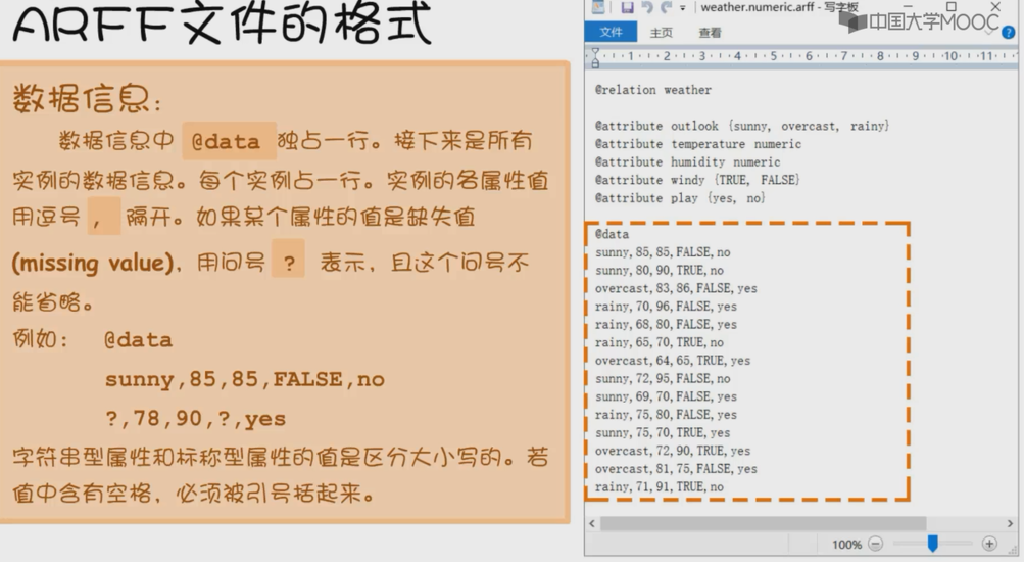 ARFF文件的格式
数据信息:
数据信息中 @data 独占一行。接下来是所有
实例的数据信息。每个实例占一行。实例的各属性值
用逗号 , 隔开。如果某个属性的值是缺失值
(missing value)，用问号 ? 表示，且这个问号不
能省略。
例如: @data
sunny,85,85,FALSE,no
?,78,90,?,yes
字符串型属性和标称型属性的值是区分大小写的。若
值中含有空格，必须被引号括起来。
weather.numeric.arff - 写字板
中国大学MOOC
文件 主页 查看
1 2 3 4 5 6 7 8 9 10 11
@relation weather
@attribute outlook {sunny, overcast, rainy}
@attribute temperature numeric
@attribute humidity numeric
@attribute windy {TRUE, FALSE}
@attribute play {yes, no}
@data
sunny,85,85,FALSE,no
sunny,80,90,TRUE,no
overcast,83,86,FALSE,yes
rainy,70,96,FALSE,yes
rainy,68,80,FALSE,yes
rainy,65,70,TRUE,no
overcast,64,65,TRUE,yes
sunny,72,95,FALSE,no
sunny,69,70,FALSE,yes
rainy,75,80,FALSE,yes
sunny,75,70,TRUE,yes
overcast,72,90,TRUE,yes
overcast,81,75,FALSE,yes
rainy,71,91,TRUE,no
100%